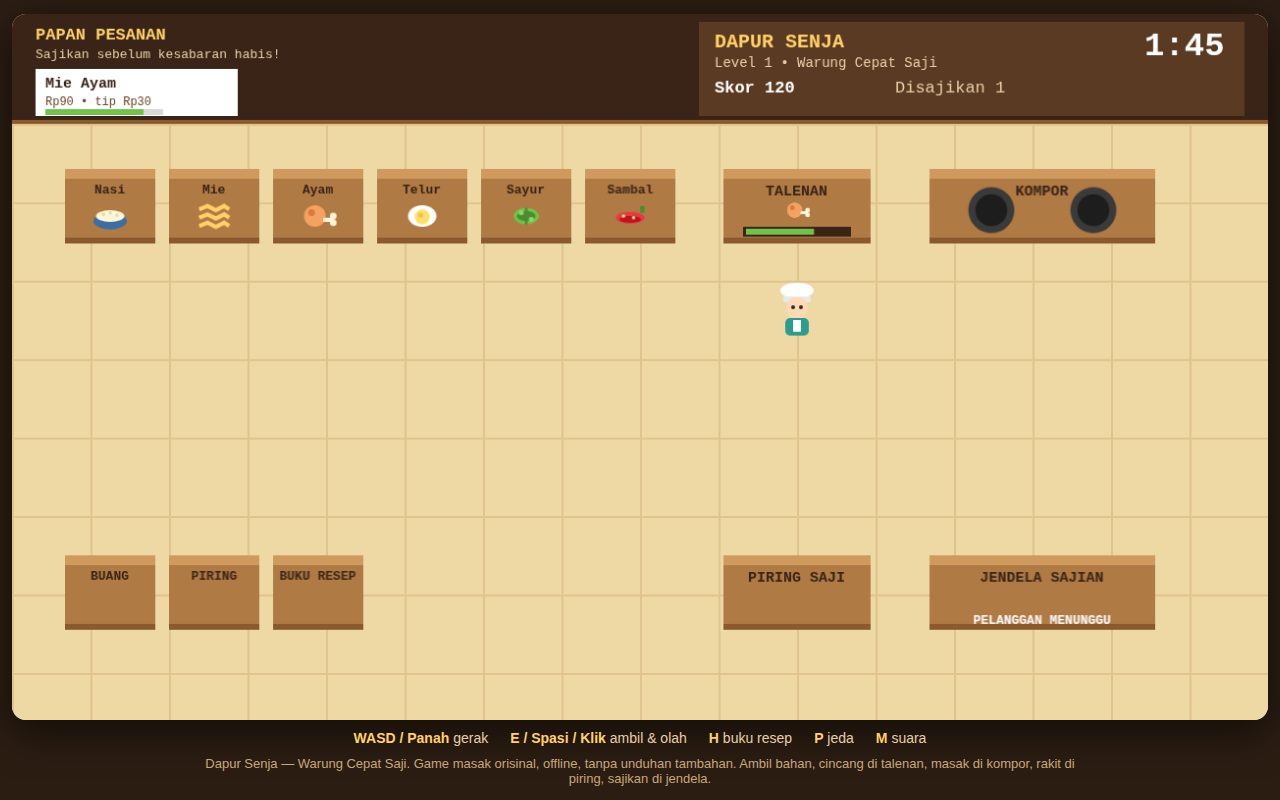 PAPAN PESANAN
Sajikan sebelum kesabaran habis!
Mie Ayam
Rp90 • tip Rp30
DAPUR SENJA
1:45
Level 1 • Warung Cepat Saji
Skor 120
Disajikan 1
Nasi
Mie
Ayam
Telur
Sayur
Sambal
TALENAN
KOMPOR
BUANG
PIRING
BUKU RESEP
PIRING SAJI
JENDELA SAJIAN
PELANGGAN MENUNGGU
WASD / Panah gerak E / Spasi / Klik ambil & olah H buku resep P jeda M suara
Dapur Senja — Warung Cepat Saji. Game masak orisinal, offline, tanpa unduhan tambahan. Ambil bahan, cincang di talenan, masak di kompor, rakit di
piring, sajikan di jendela.